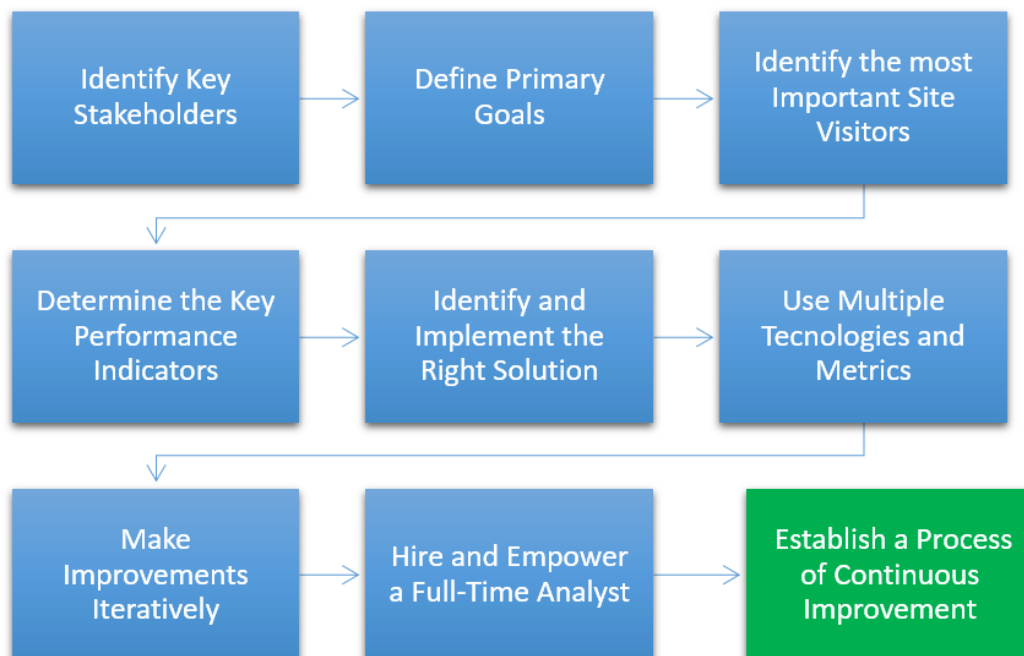 Identify Key
Stakeholders
Define Primary
Goals
Identify the most
Important Site
Visitors
Determine the Key
Performance
Indicators
Identify and
Implement the
Right Solution
Use Multiple
Tecnologies and
Metrics
Make
Improvements
Iteratively
Hire and Empower
a Full-Time Analyst
Establish a Process
of Continuous
Improvement